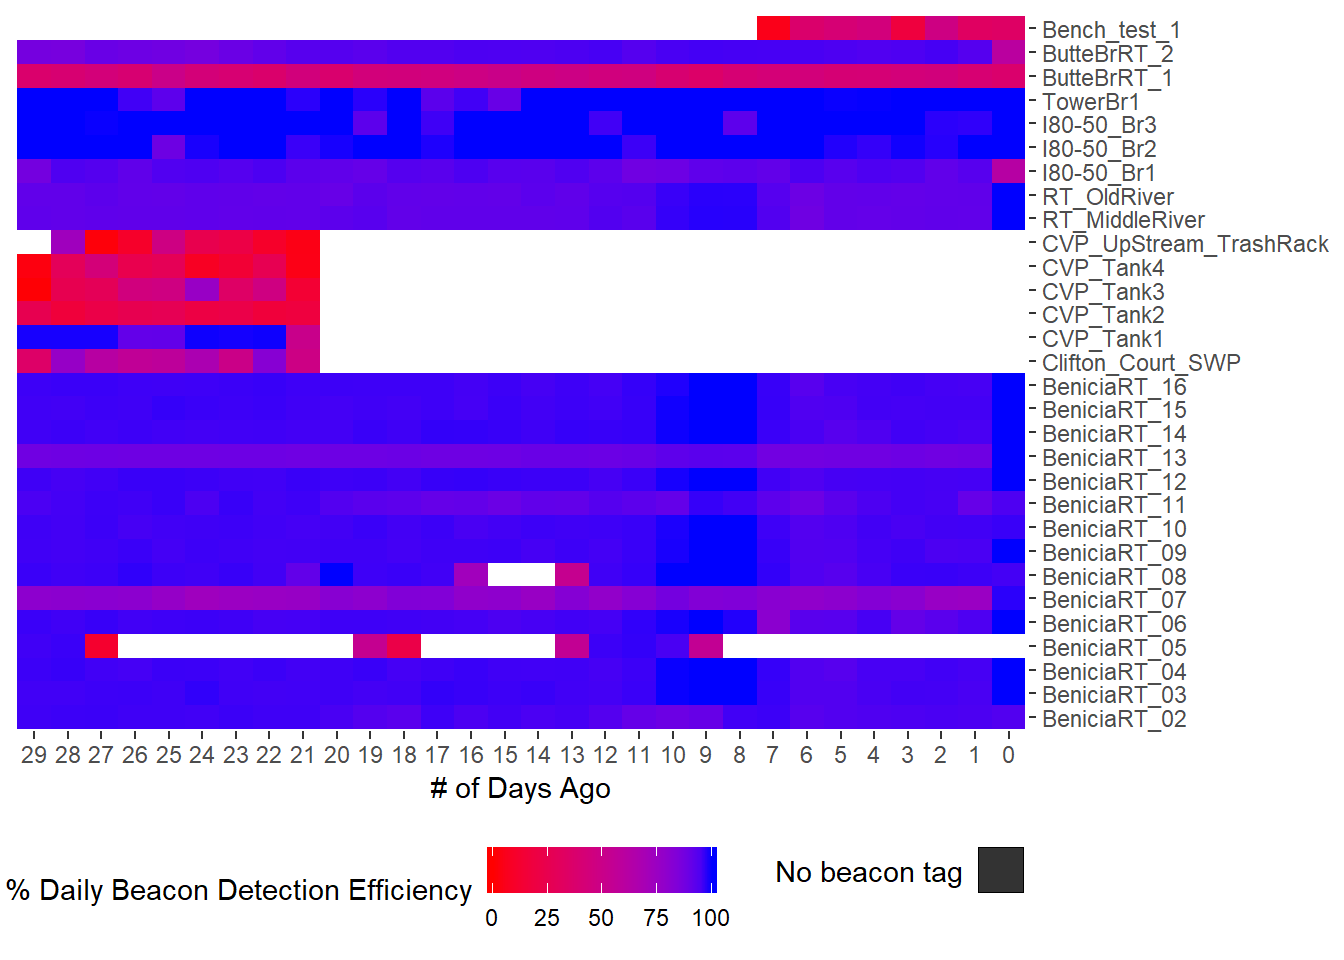 Bench_test_1
ButteBrRT_2
ButteBrRT_1
TowerBr1
I80-50_Br3
I80-50_Br2
I80-50_Br1
RT_OldRiver
RT_MiddleRiver
CVP_UpStream_TrashRack
CVP_Tank4
CVP_Tank3
CVP_Tank2
CVP_Tank1
Clifton_Court_SWP
BeniciaRT_16
BeniciaRT_15
BeniciaRT_14
BeniciaRT_13
BeniciaRT_12
BeniciaRT_11
BeniciaRT_10
BeniciaRT_09
BeniciaRT_08
BeniciaRT_07
BeniciaRT_06
BeniciaRT_05
BeniciaRT_04
BeniciaRT_03
BeniciaRT_02
29 28 27 26 25 24 23 22 21 20 19 18 17 16 15 14 13 12 11 10 9 8 7 6 5 4 3 2 1 0
# of Days Ago
% Daily Beacon Detection Efficiency
0 25 50 75 100
No beacon tag